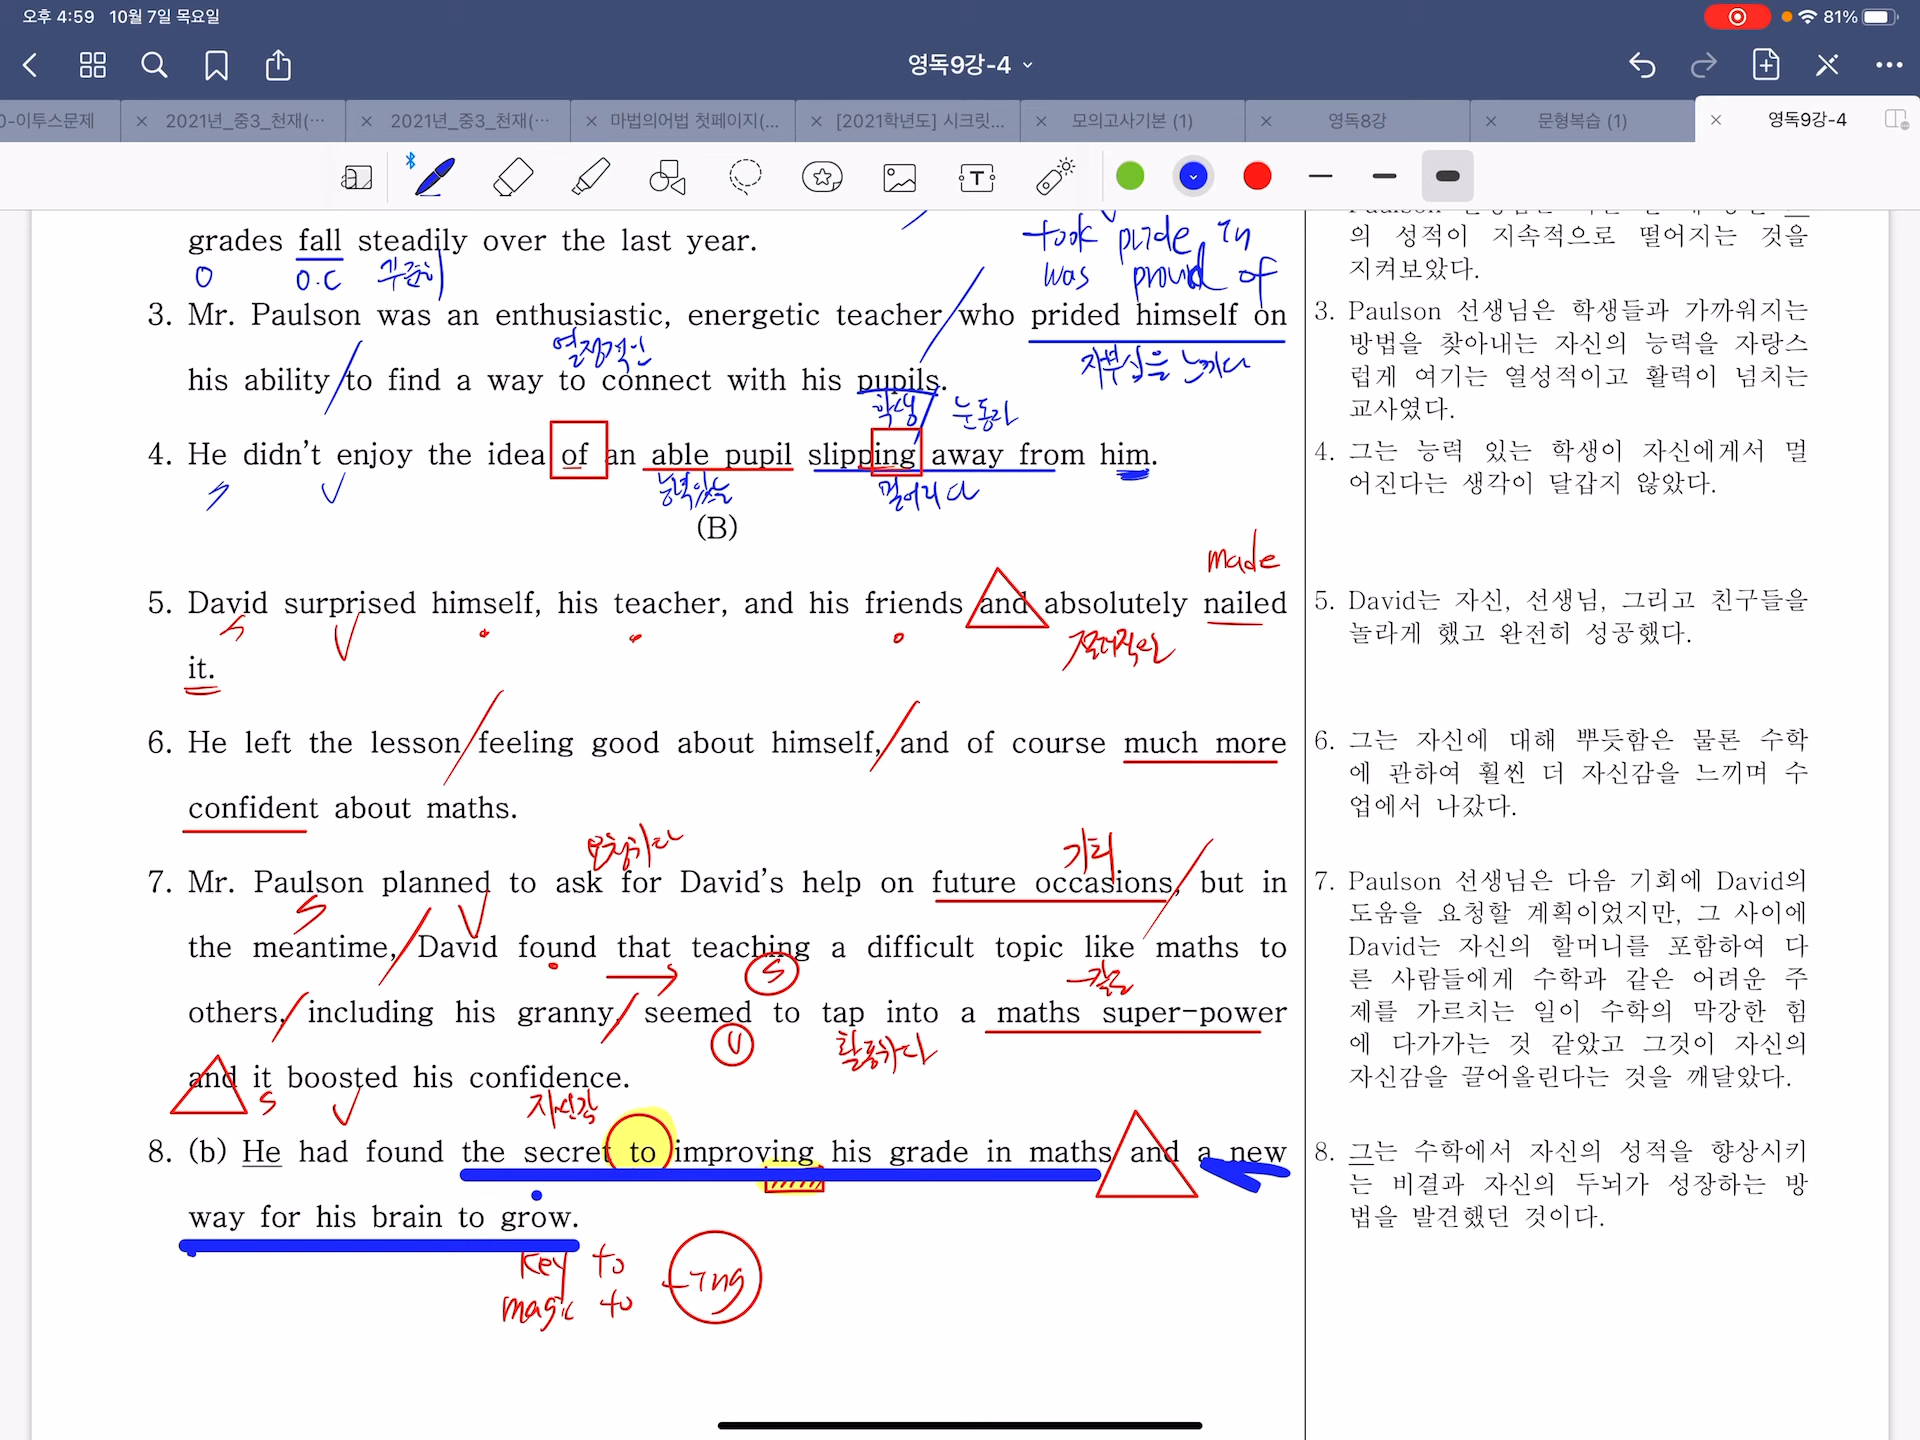 오후 4:59 10월 7일 목요일
81%
영독9강-4
0-이투스문제
2021년_중3_천재(…
2021년_중3_천재(…
마법의어법 첫페이지(...
[2021학년도] 시크릿...
모의고사기본 (1)
영독8강
문형복습 (1)
영독9강-4
took pride in
grades fall steadily over the last year.
O O.C 꾸준히
was proud of
3. Mr. Paulson was an enthusiastic, energetic teacher who prided himself on
열정적인
자부심을 느끼다
his ability to find a way to connect with his pupils.
학생 눈동자
4. He didn't enjoy the idea of an able pupil slipping away from him.
S V 능력있는 멀어지다
(B)
made
5. David surprised himself, his teacher, and his friends and absolutely nailed
S V 절대적으로
it.
6. He left the lesson feeling good about himself, and of course much more
confident about maths.
요청하다 기회
7. Mr. Paulson planned to ask for David's help on future occasions, but in
S V
the meantime, David found that teaching a difficult topic like maths to
S
others, including his granny, seemed to tap into a maths super-power
V 활용하다
and it boosted his confidence.
S V 자신감
8. (b) He had found the secret to improving his grade in maths and a new
way for his brain to grow.
key to
-ing
magic to
의 성적이 지속적으로 떨어지는 것을
지켜보았다.
3. Paulson 선생님은 학생들과 가까워지는
방법을 찾아내는 자신의 능력을 자랑스
럽게 여기는 열성적이고 활력이 넘치는
교사였다.
4. 그는 능력 있는 학생이 자신에게서 멀
어진다는 생각이 달갑지 않았다.
5. David는 자신, 선생님, 그리고 친구들을
놀라게 했고 완전히 성공했다.
6. 그는 자신에 대해 뿌듯함은 물론 수학
에 관하여 훨씬 더 자신감을 느끼며 수
업에서 나갔다.
7. Paulson 선생님은 다음 기회에 David의
도움을 요청할 계획이었지만, 그 사이에
David는 자신의 할머니를 포함하여 다
른 사람들에게 수학과 같은 어려운 주
제를 가르치는 일이 수학의 막강한 힘
에 다가가는 것 같았고 그것이 자신의
자신감을 끌어올린다는 것을 깨달았다.
8. 그는 수학에서 자신의 성적을 향상시키
는 비결과 자신의 두뇌가 성장하는 방
법을 발견했던 것이다.